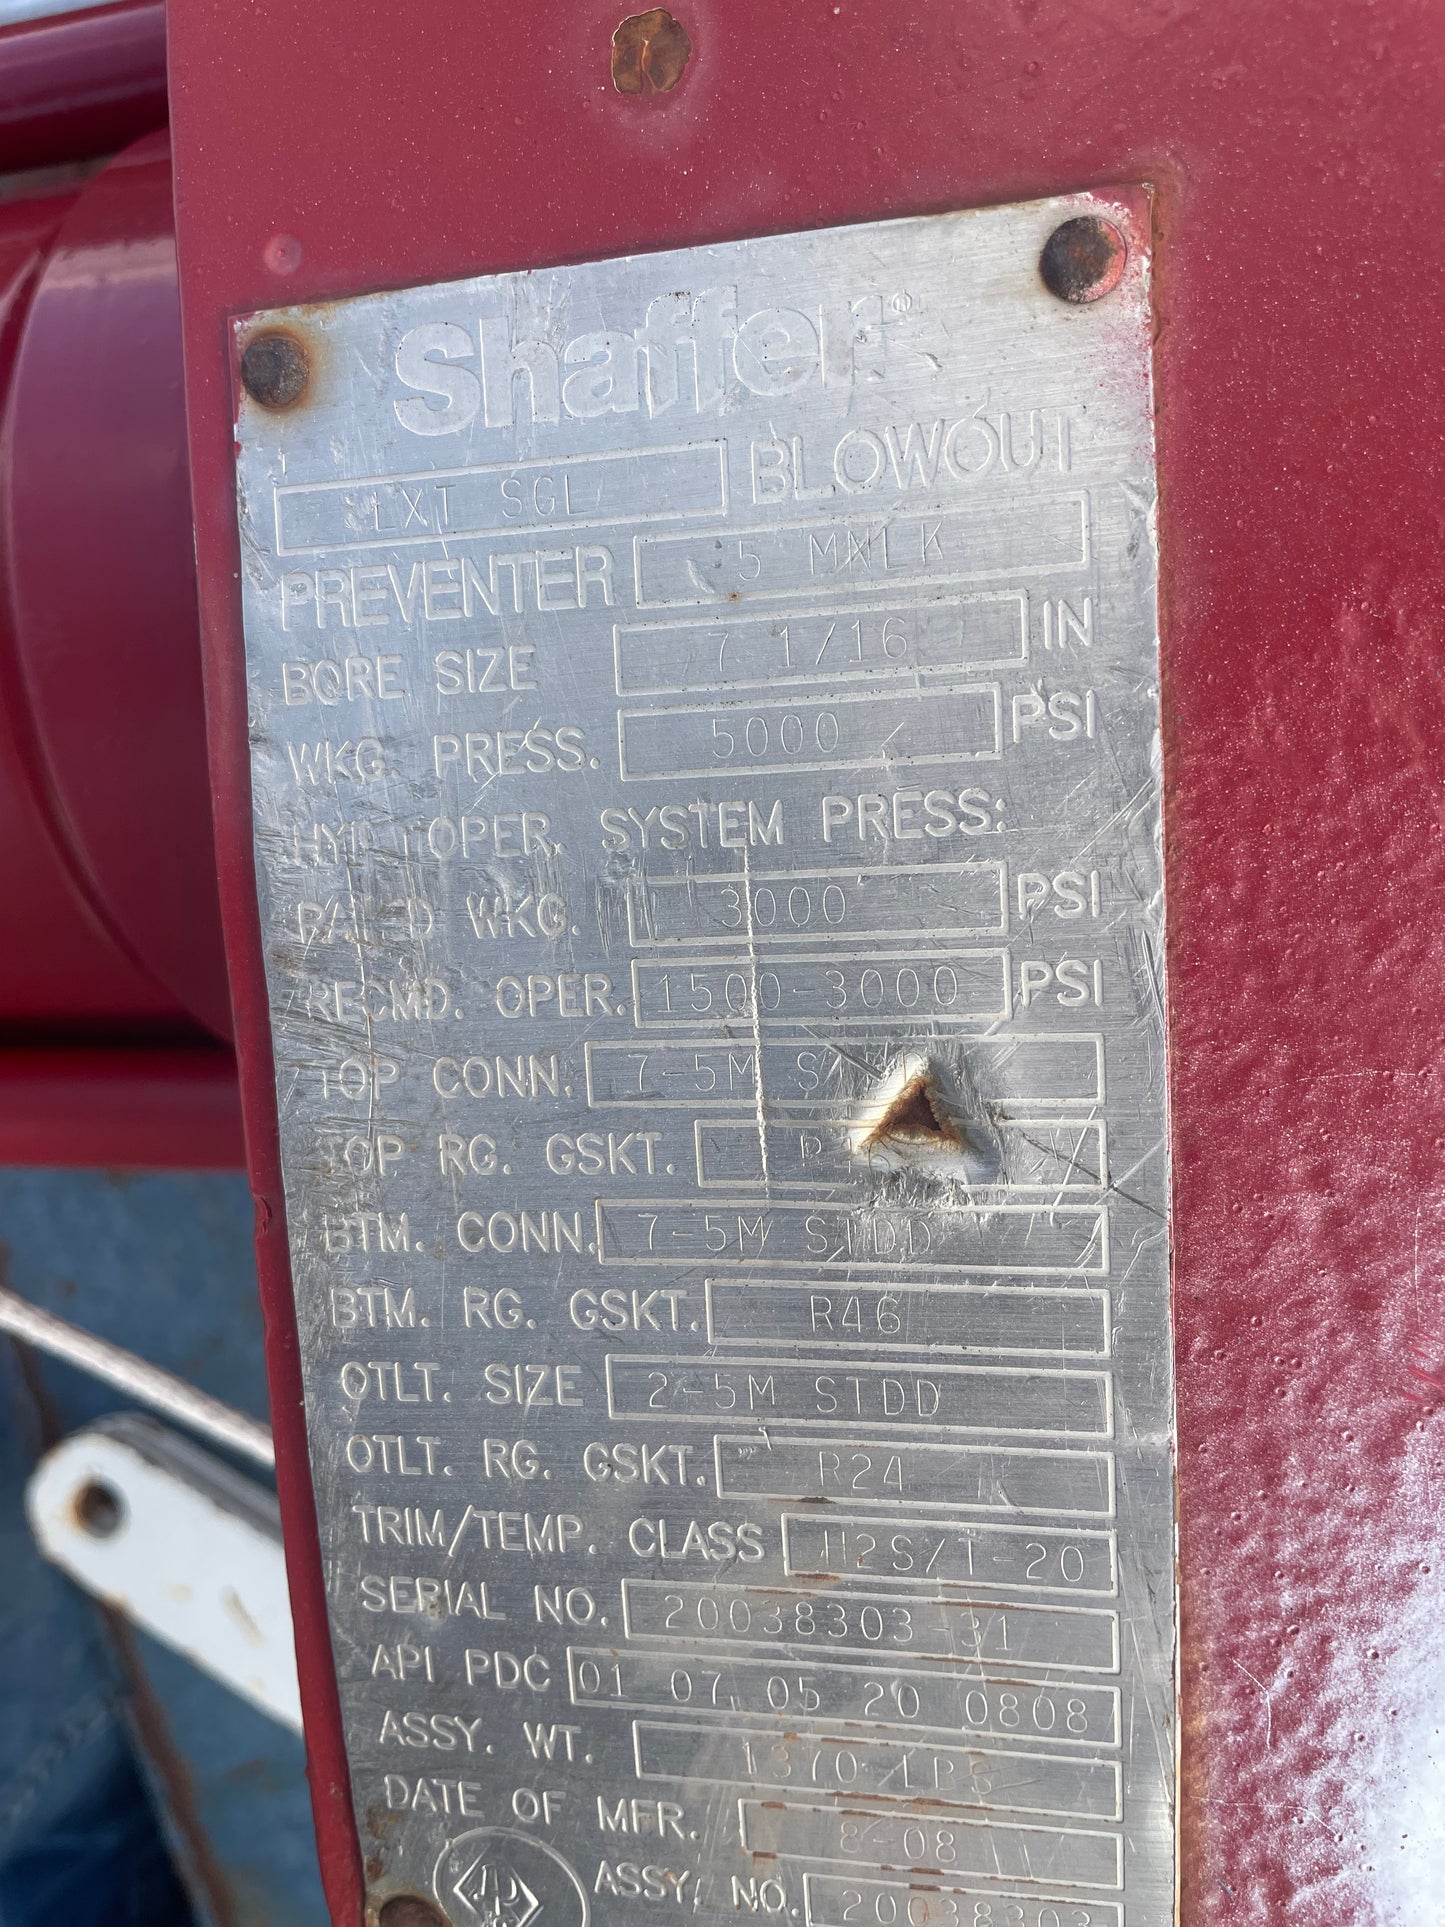 Shaffer®
LXT SGL BLOWOUT
PREVENTER 5 MNLK
BORE SIZE 7 1/16 IN
WKG. PRESS. 5000 PSI
OPER. SYSTEM PRESS:
WKG. 3000 PSI
RECMD. OPER. 1500-3000 PSI
TOP CONN. 7-5M
TOP RG. GSKT.
BTM. CONN. 7-5M STDD
BTM. RG. GSKT. R46
OTLT. SIZE 2-5M STDD
OTLT. RG. GSKT. R24
TRIM/TEMP. CLASS H2S/T-20
SERIAL NO. 20038303-31
API PDC 01 07 05 20 0808
ASSY. WT. 1370 LBS
DATE OF MFR. 8-08
ASSY. NO. 20038303